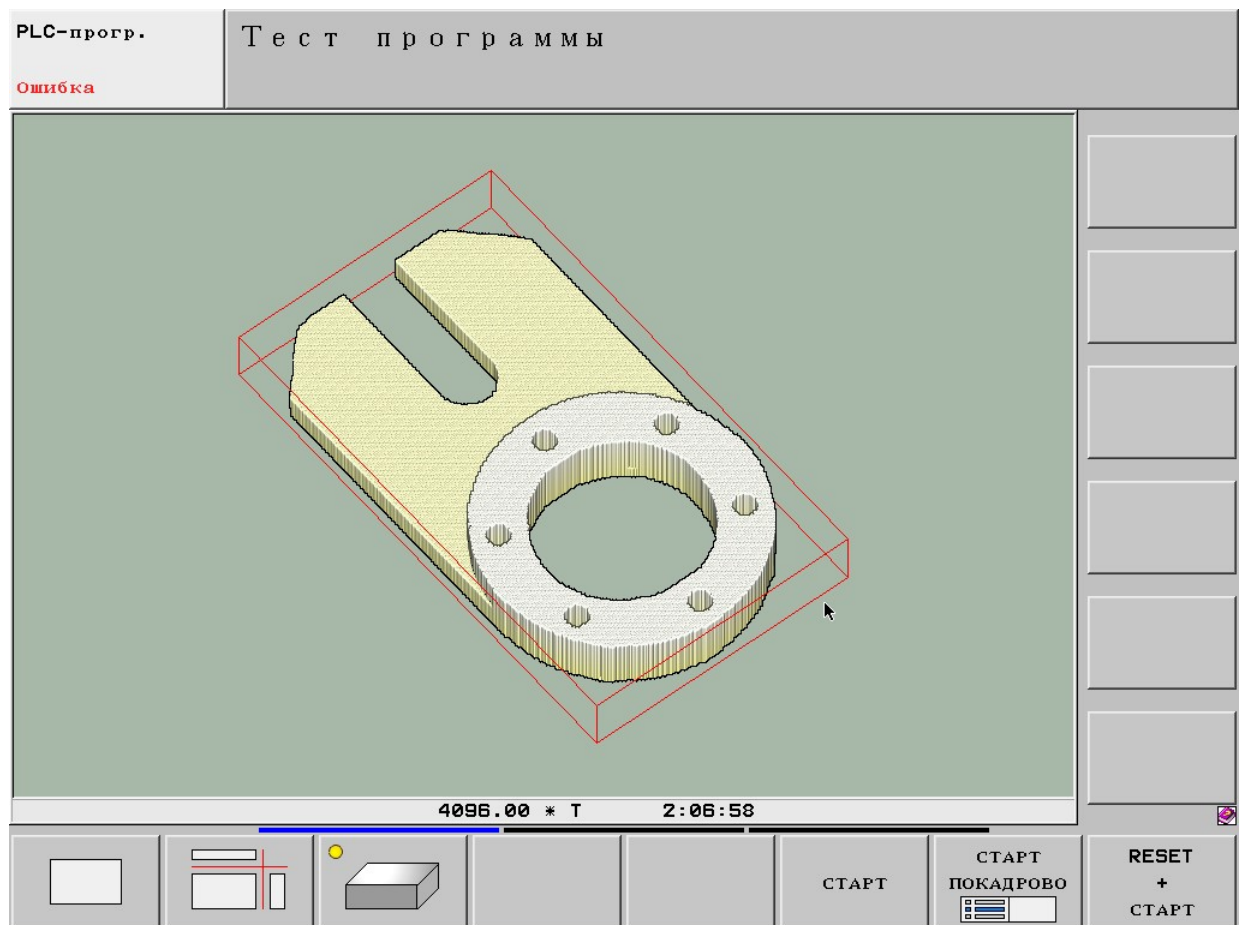 PLC-прогр.
Тест программы
Ошибка
4096.00 * T 2:06:58
СТАРТ
СТАРТ
ПОКАДРОВО
RESET
+
СТАРТ